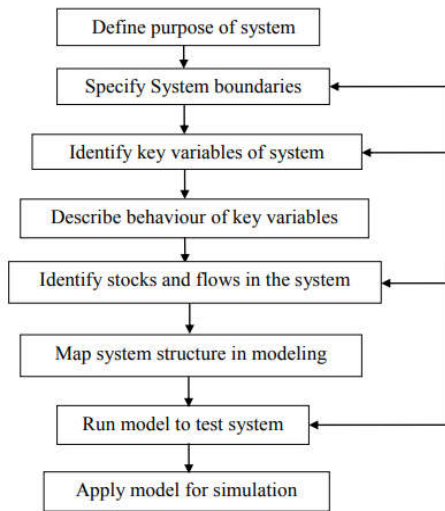 Define purpose of system
Specify System boundaries
Identify key variables of system
Describe behaviour of key variables
Identify stocks and flows in the system
Map system structure in modeling
Run model to test system
Apply model for simulation